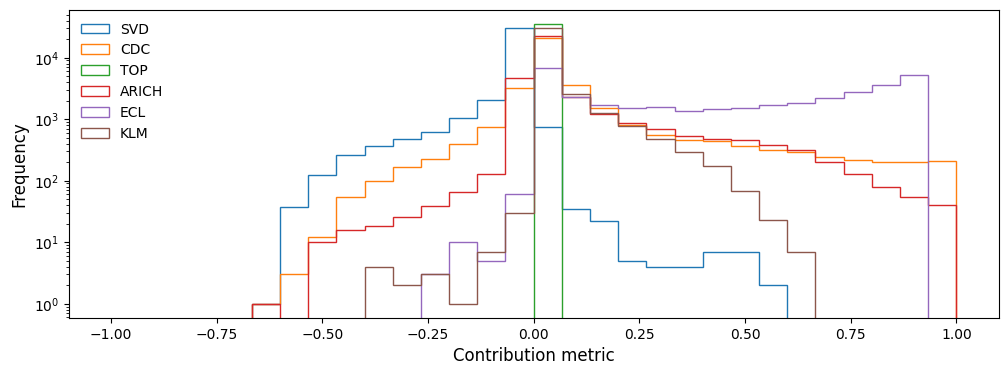 SVD
CDC
TOP
ARICH
ECL
KLM
Frequency
10⁴
10³
10²
10¹
10⁰
−1.00 −0.75 −0.50 −0.25 0.00 0.25 0.50 0.75 1.00
Contribution metric